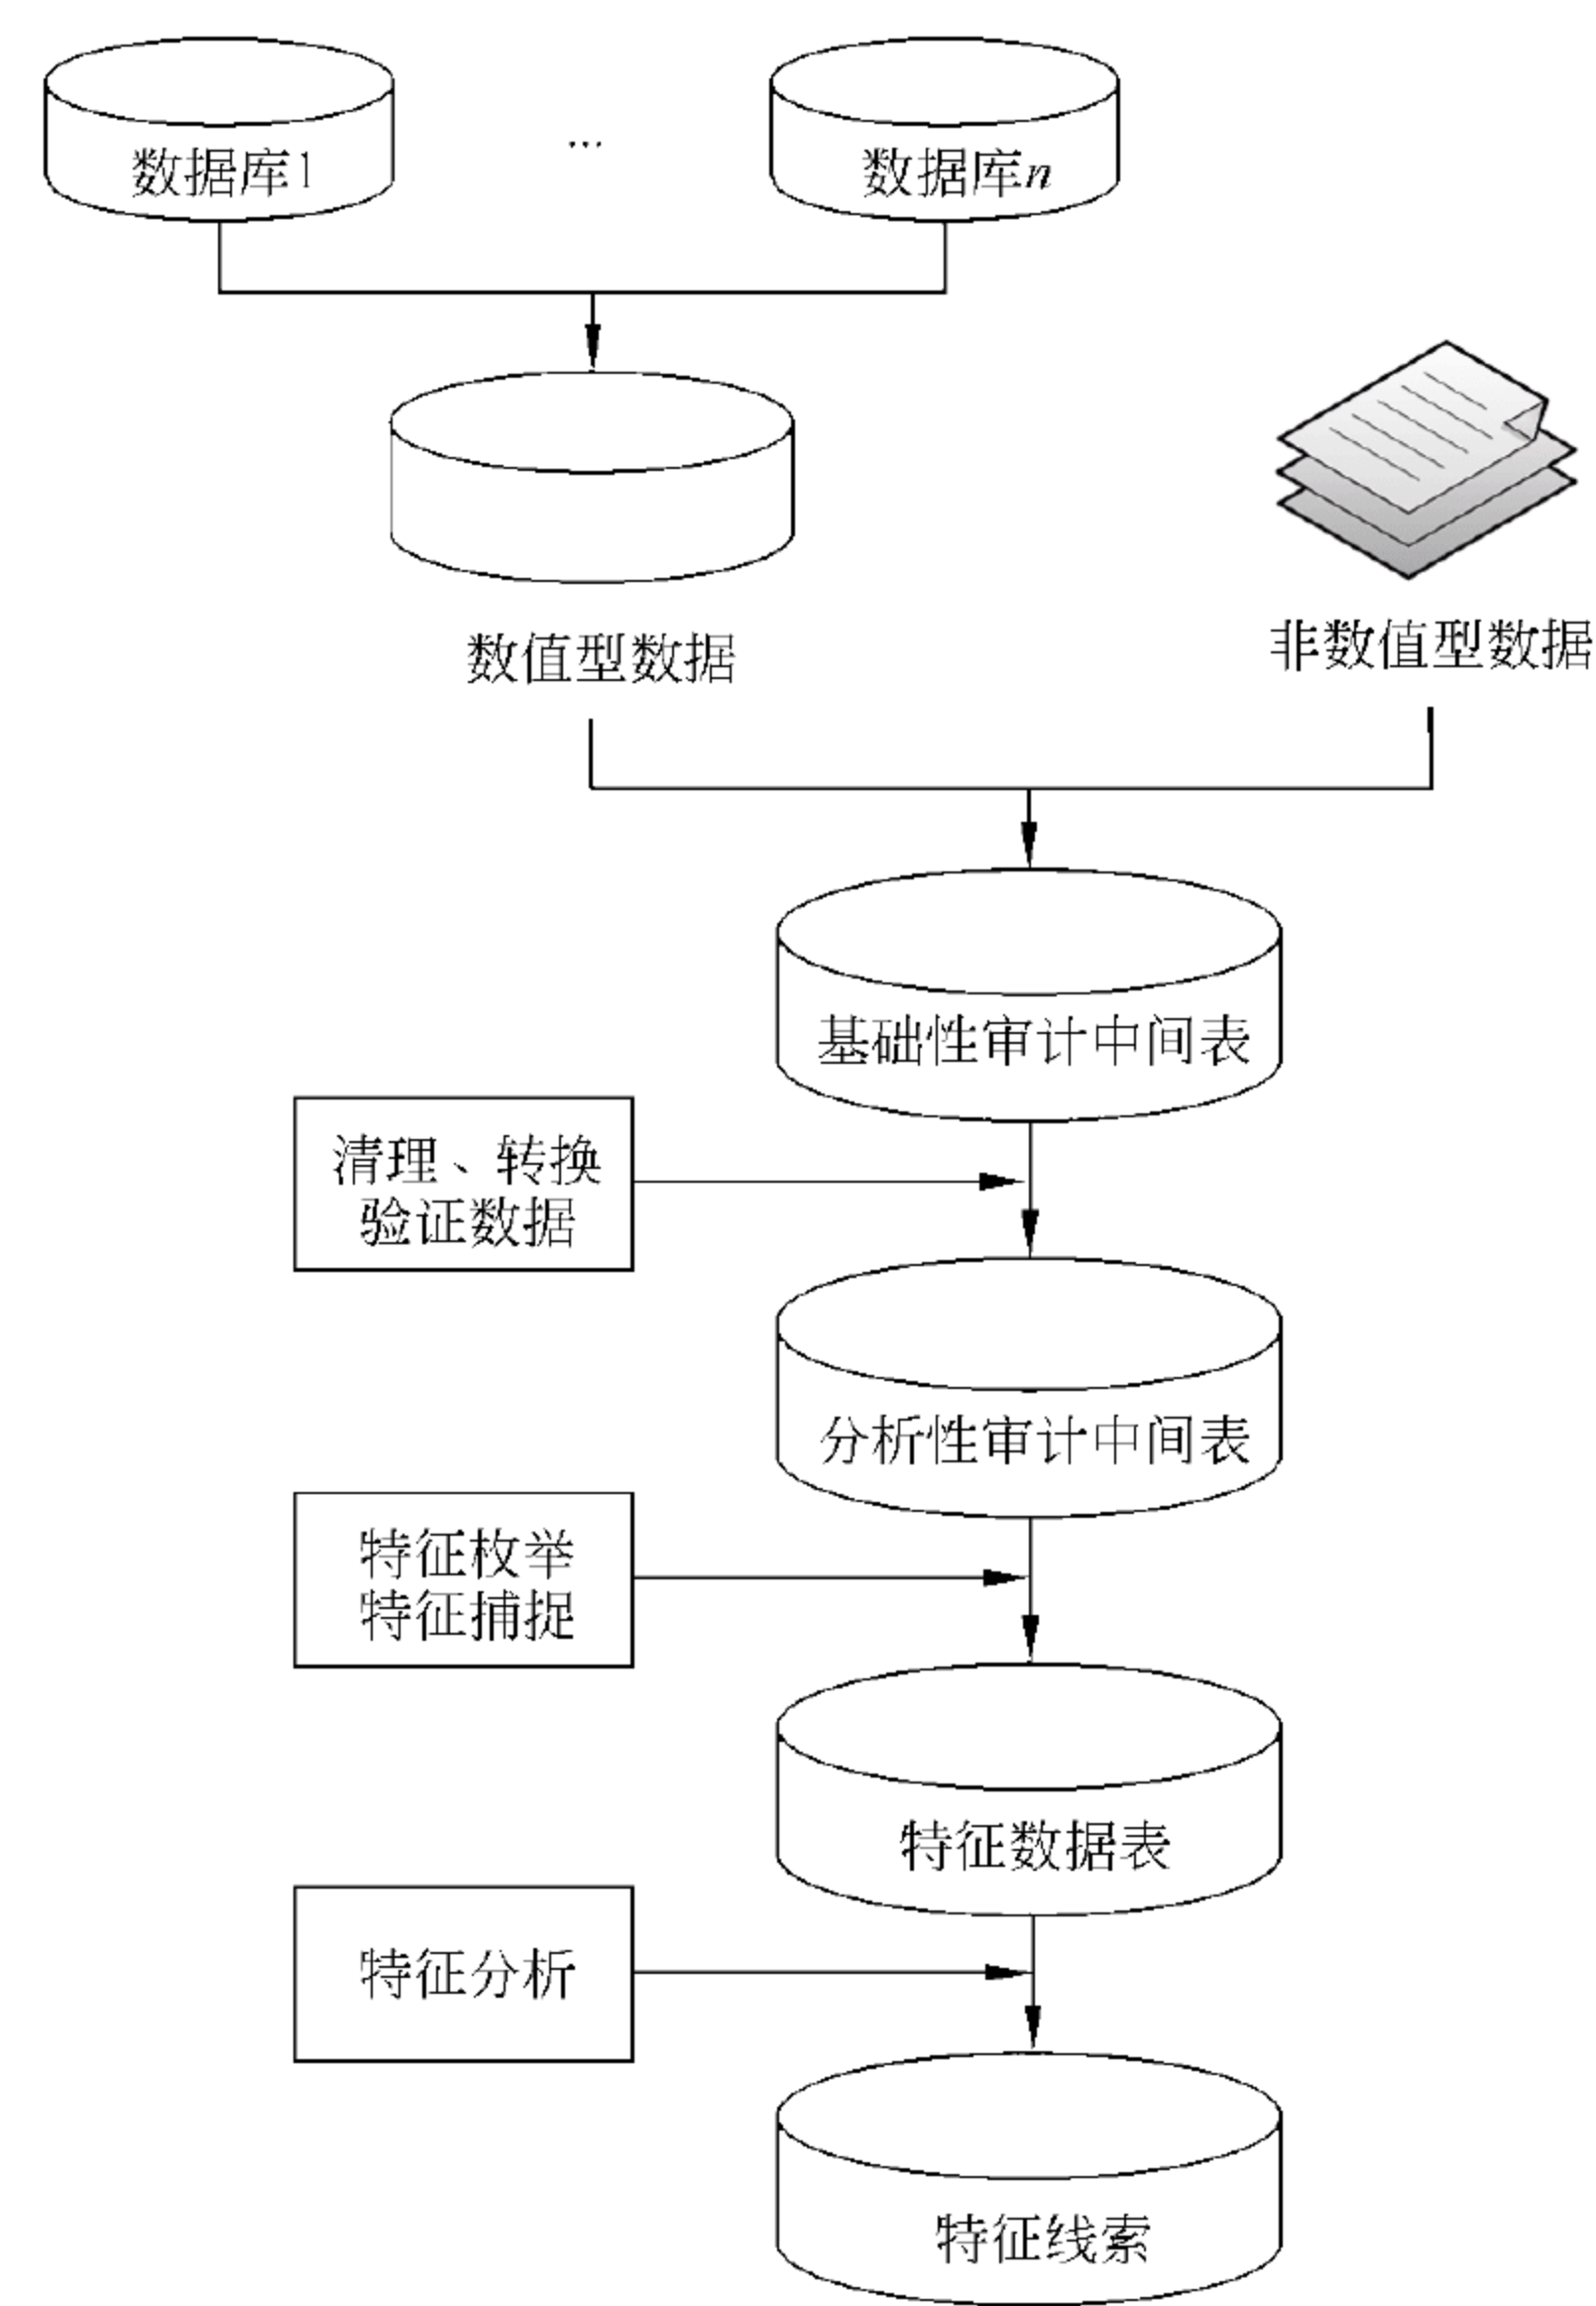 数据库1
...
数据库n
数值型数据
非数值型数据
基础性审计中间表
清理、转换
验证数据
分析性审计中间表
特征枚举
特征捕捉
特征数据表
特征分析
特征线索